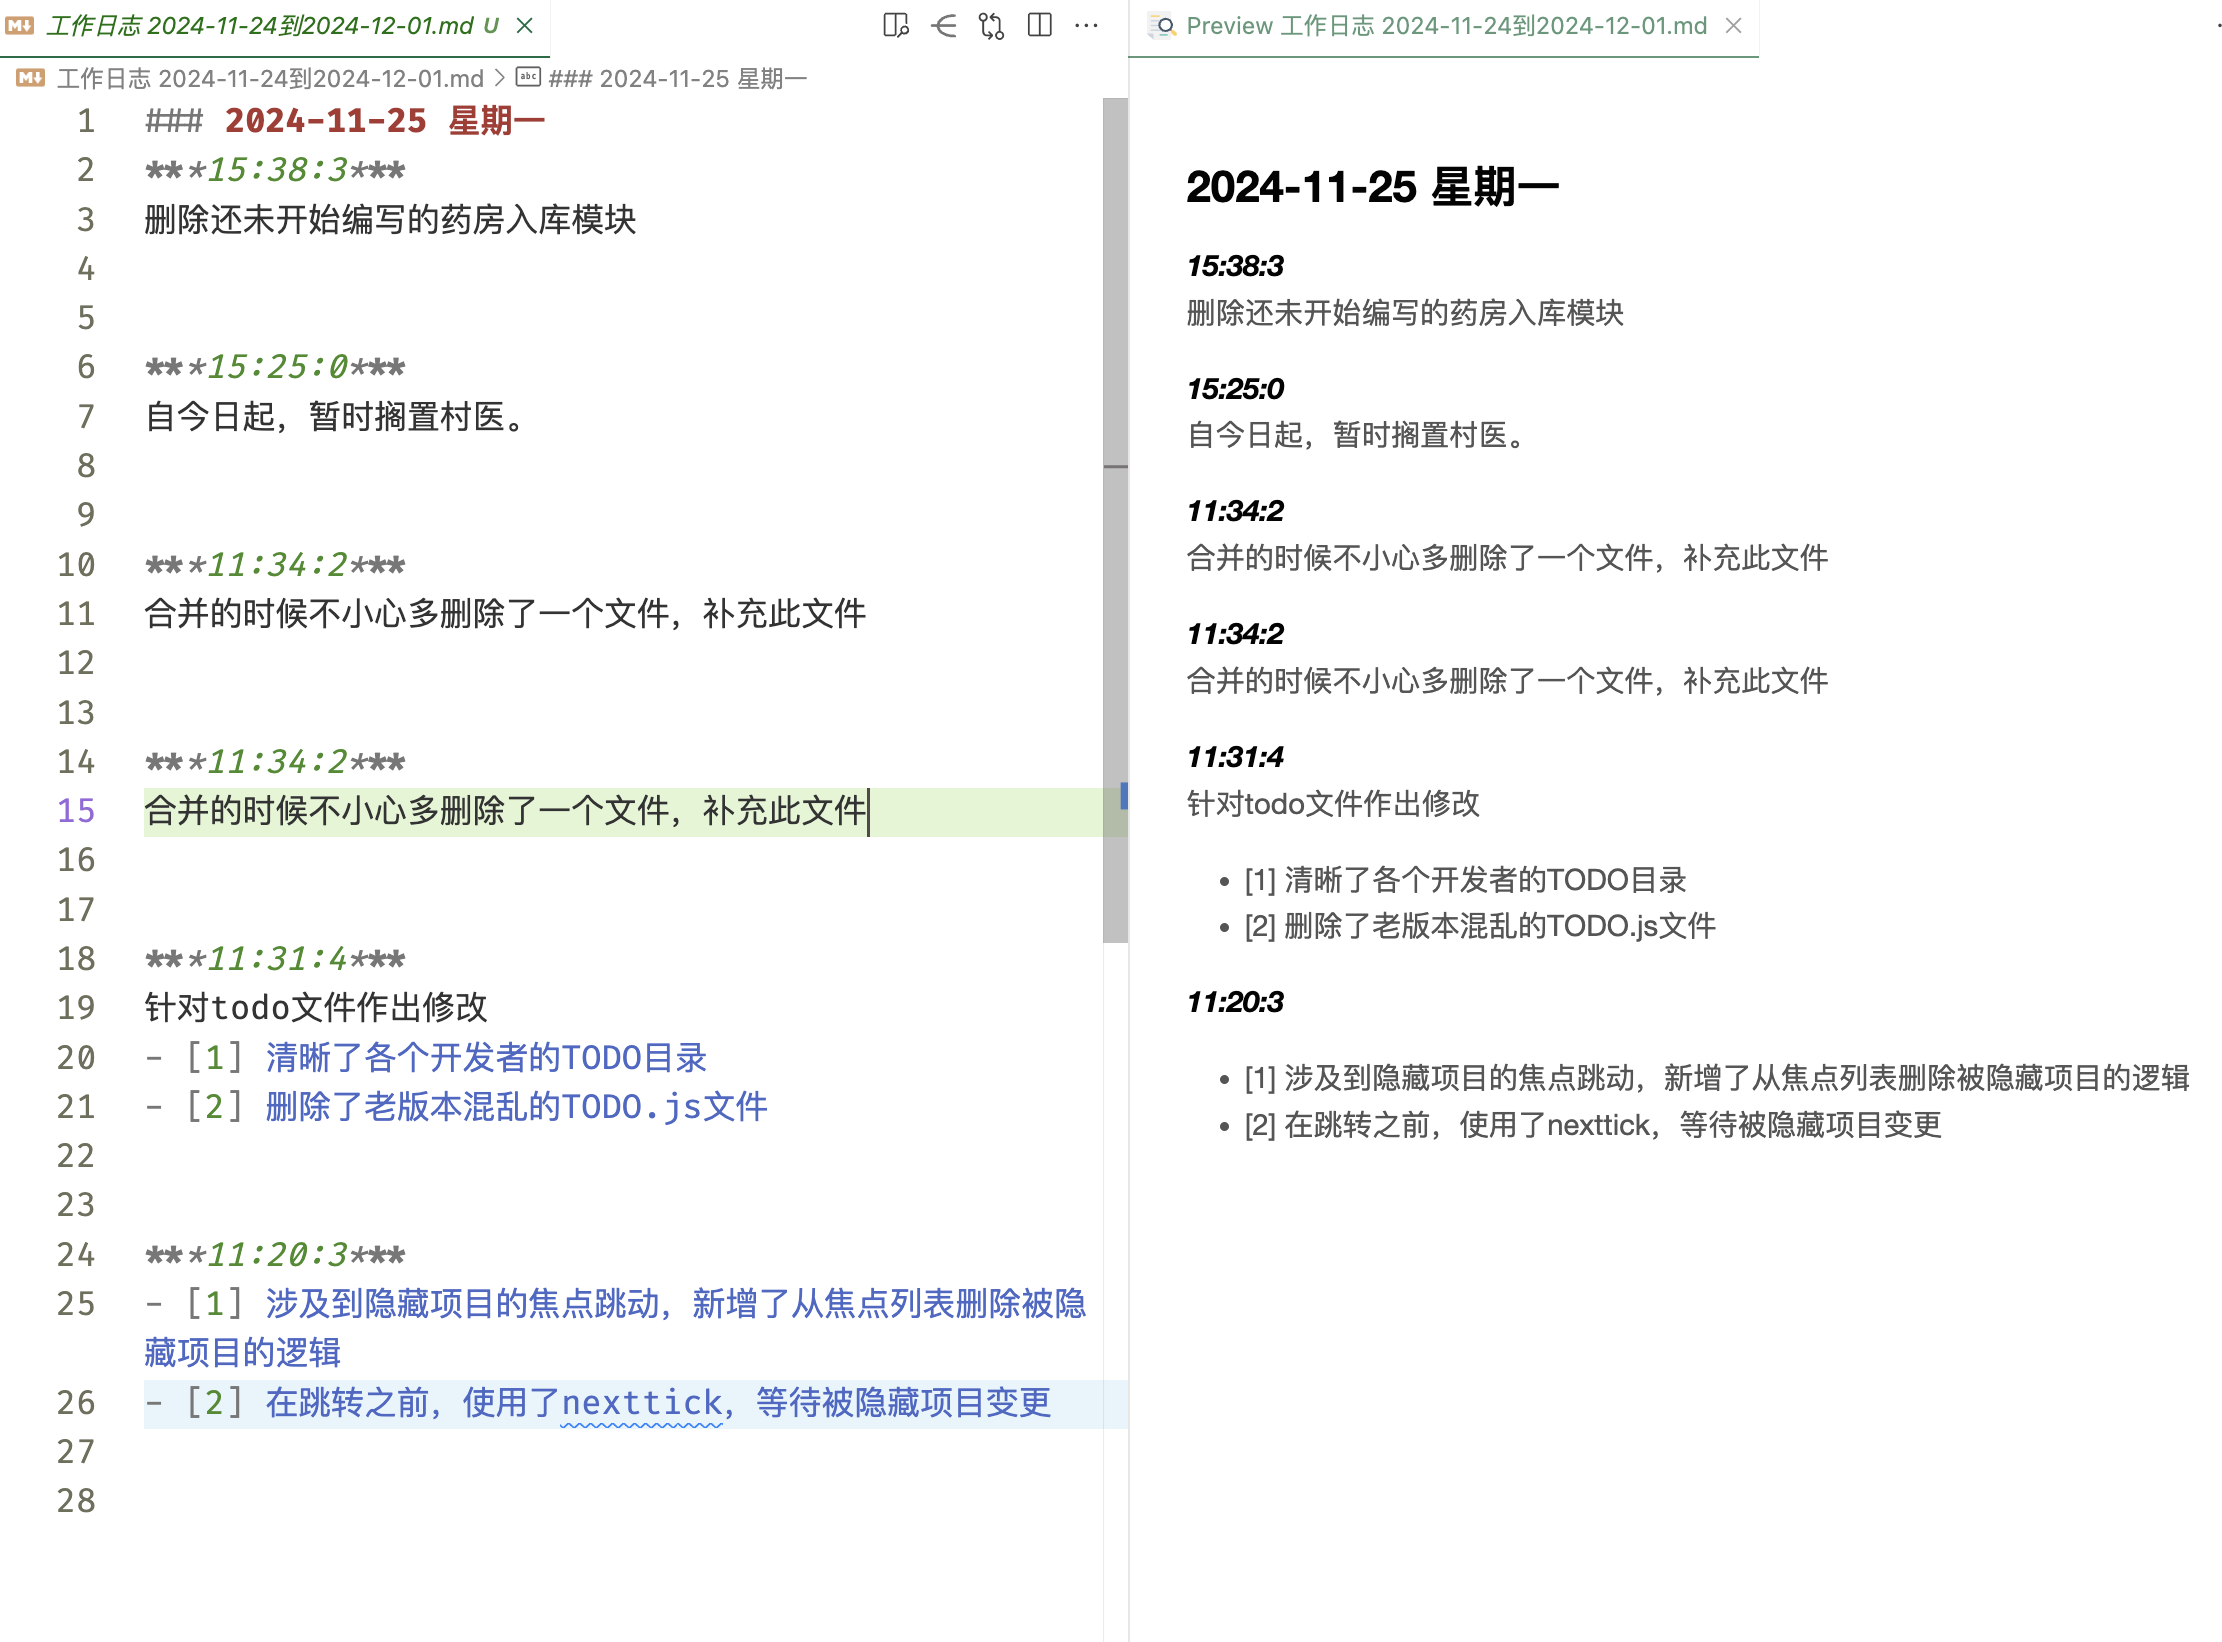 工作日志 2024-11-24到2024-12-01.md U
工作日志 2024-11-24到2024-12-01.md > ### 2024-11-25 星期一
1 ### 2024-11-25 星期一
2 ***15:38:3***
3 删除还未开始编写的药房入库模块
4
5
6 ***15:25:0***
7 自今日起，暂时搁置村医。
8
9
10 ***11:34:2***
11 合并的时候不小心多删除了一个文件，补充此文件
12
13
14 ***11:34:2***
15 合并的时候不小心多删除了一个文件，补充此文件
16
17
18 ***11:31:4***
19 针对todo文件作出修改
20 - [1] 清晰了各个开发者的TODO目录
21 - [2] 删除了老版本混乱的TODO.js文件
22
23
24 ***11:20:3***
25 - [1] 涉及到隐藏项目的焦点跳动，新增了从焦点列表删除被隐
藏项目的逻辑
26 - [2] 在跳转之前，使用了nexttick，等待被隐藏项目变更
27
28
Preview 工作日志 2024-11-24到2024-12-01.md
2024-11-25 星期一
15:38:3
删除还未开始编写的药房入库模块
15:25:0
自今日起，暂时搁置村医。
11:34:2
合并的时候不小心多删除了一个文件，补充此文件
11:34:2
合并的时候不小心多删除了一个文件，补充此文件
11:31:4
针对todo文件作出修改
• [1] 清晰了各个开发者的TODO目录
• [2] 删除了老版本混乱的TODO.js文件
11:20:3
• [1] 涉及到隐藏项目的焦点跳动，新增了从焦点列表删除被隐藏项目的逻辑
• [2] 在跳转之前，使用了nexttick，等待被隐藏项目变更